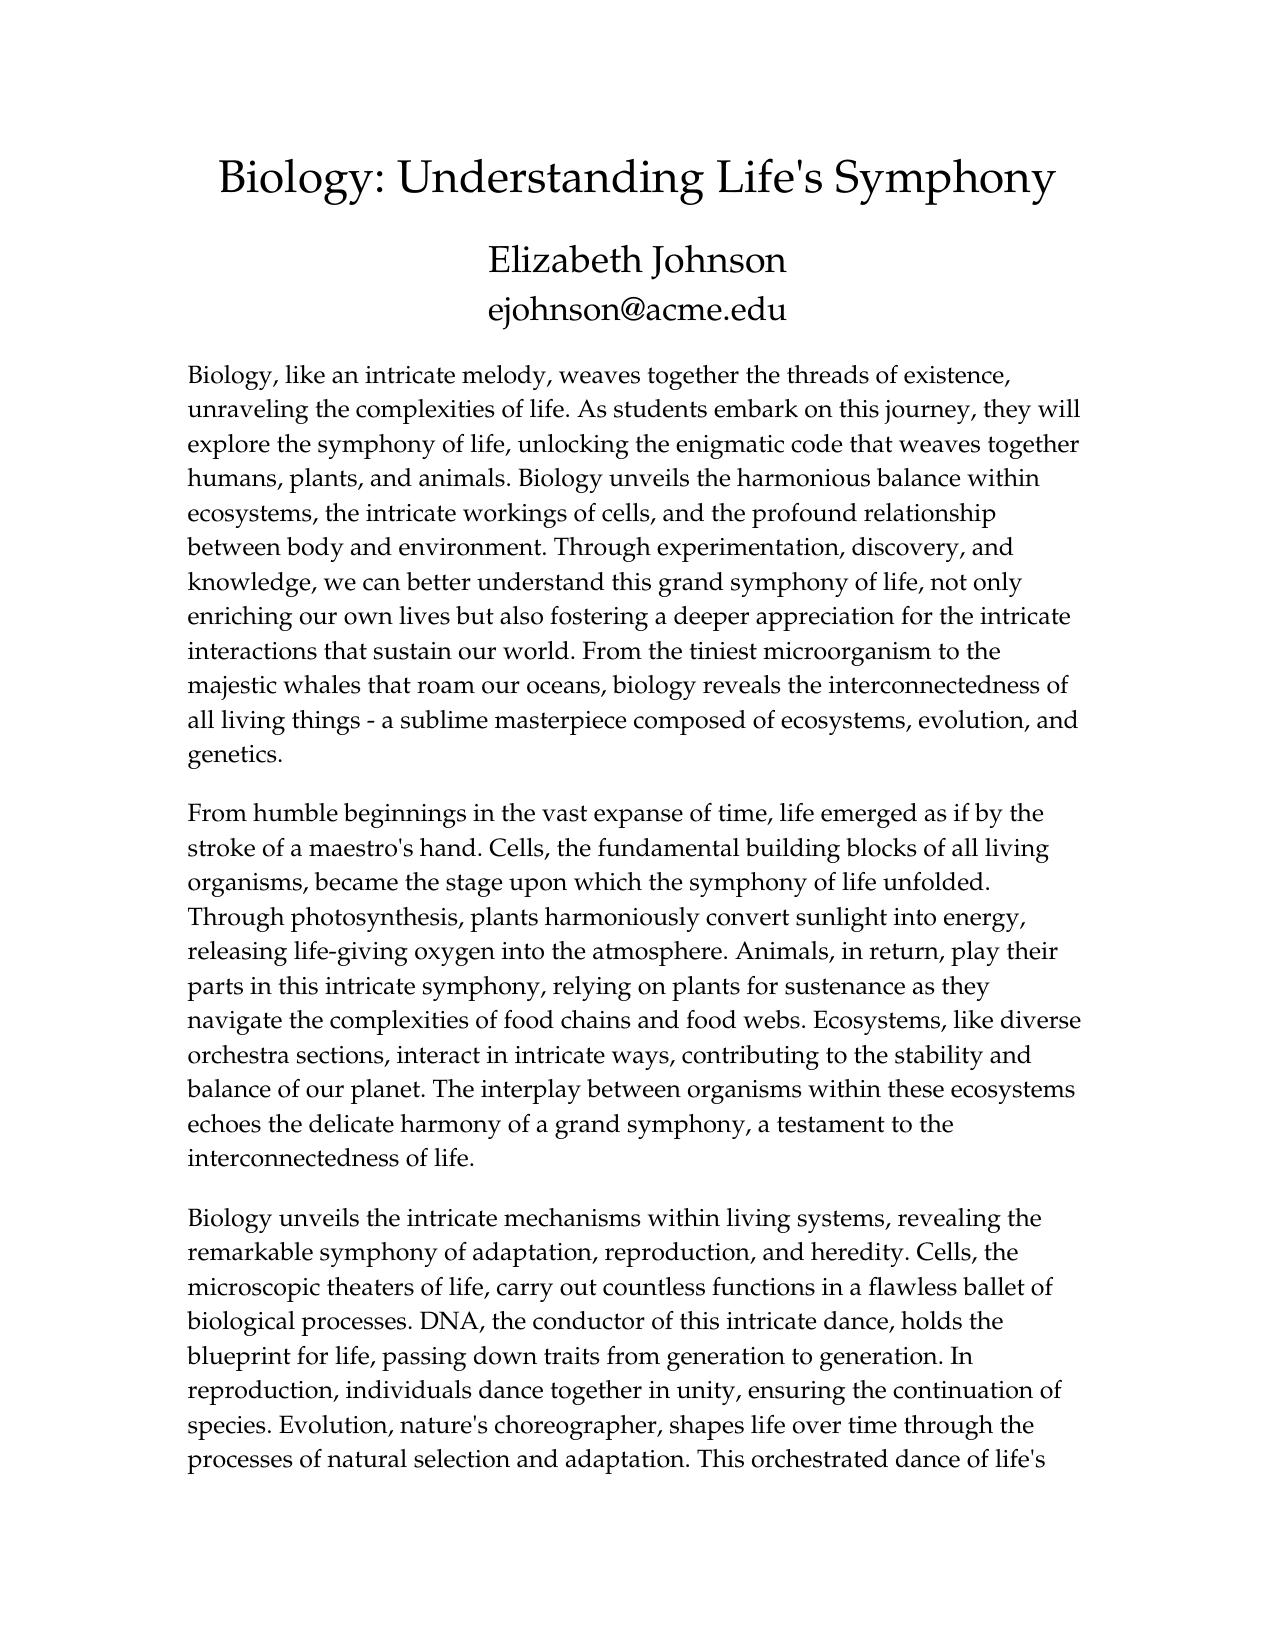 Biology: Understanding Life's Symphony
Elizabeth Johnson
ejohnson@acme.edu
Biology, like an intricate melody, weaves together the threads of existence,
unraveling the complexities of life. As students embark on this journey, they will
explore the symphony of life, unlocking the enigmatic code that weaves together
humans, plants, and animals. Biology unveils the harmonious balance within
ecosystems, the intricate workings of cells, and the profound relationship
between body and environment. Through experimentation, discovery, and
knowledge, we can better understand this grand symphony of life, not only
enriching our own lives but also fostering a deeper appreciation for the intricate
interactions that sustain our world. From the tiniest microorganism to the
majestic whales that roam our oceans, biology reveals the interconnectedness of
all living things - a sublime masterpiece composed of ecosystems, evolution, and
genetics.
From humble beginnings in the vast expanse of time, life emerged as if by the
stroke of a maestro's hand. Cells, the fundamental building blocks of all living
organisms, became the stage upon which the symphony of life unfolded.
Through photosynthesis, plants harmoniously convert sunlight into energy,
releasing life-giving oxygen into the atmosphere. Animals, in return, play their
parts in this intricate symphony, relying on plants for sustenance as they
navigate the complexities of food chains and food webs. Ecosystems, like diverse
orchestra sections, interact in intricate ways, contributing to the stability and
balance of our planet. The interplay between organisms within these ecosystems
echoes the delicate harmony of a grand symphony, a testament to the
interconnectedness of life.
Biology unveils the intricate mechanisms within living systems, revealing the
remarkable symphony of adaptation, reproduction, and heredity. Cells, the
microscopic theaters of life, carry out countless functions in a flawless ballet of
biological processes. DNA, the conductor of this intricate dance, holds the
blueprint for life, passing down traits from generation to generation. In
reproduction, individuals dance together in unity, ensuring the continuation of
species. Evolution, nature's choreographer, shapes life over time through the
processes of natural selection and adaptation. This orchestrated dance of life's